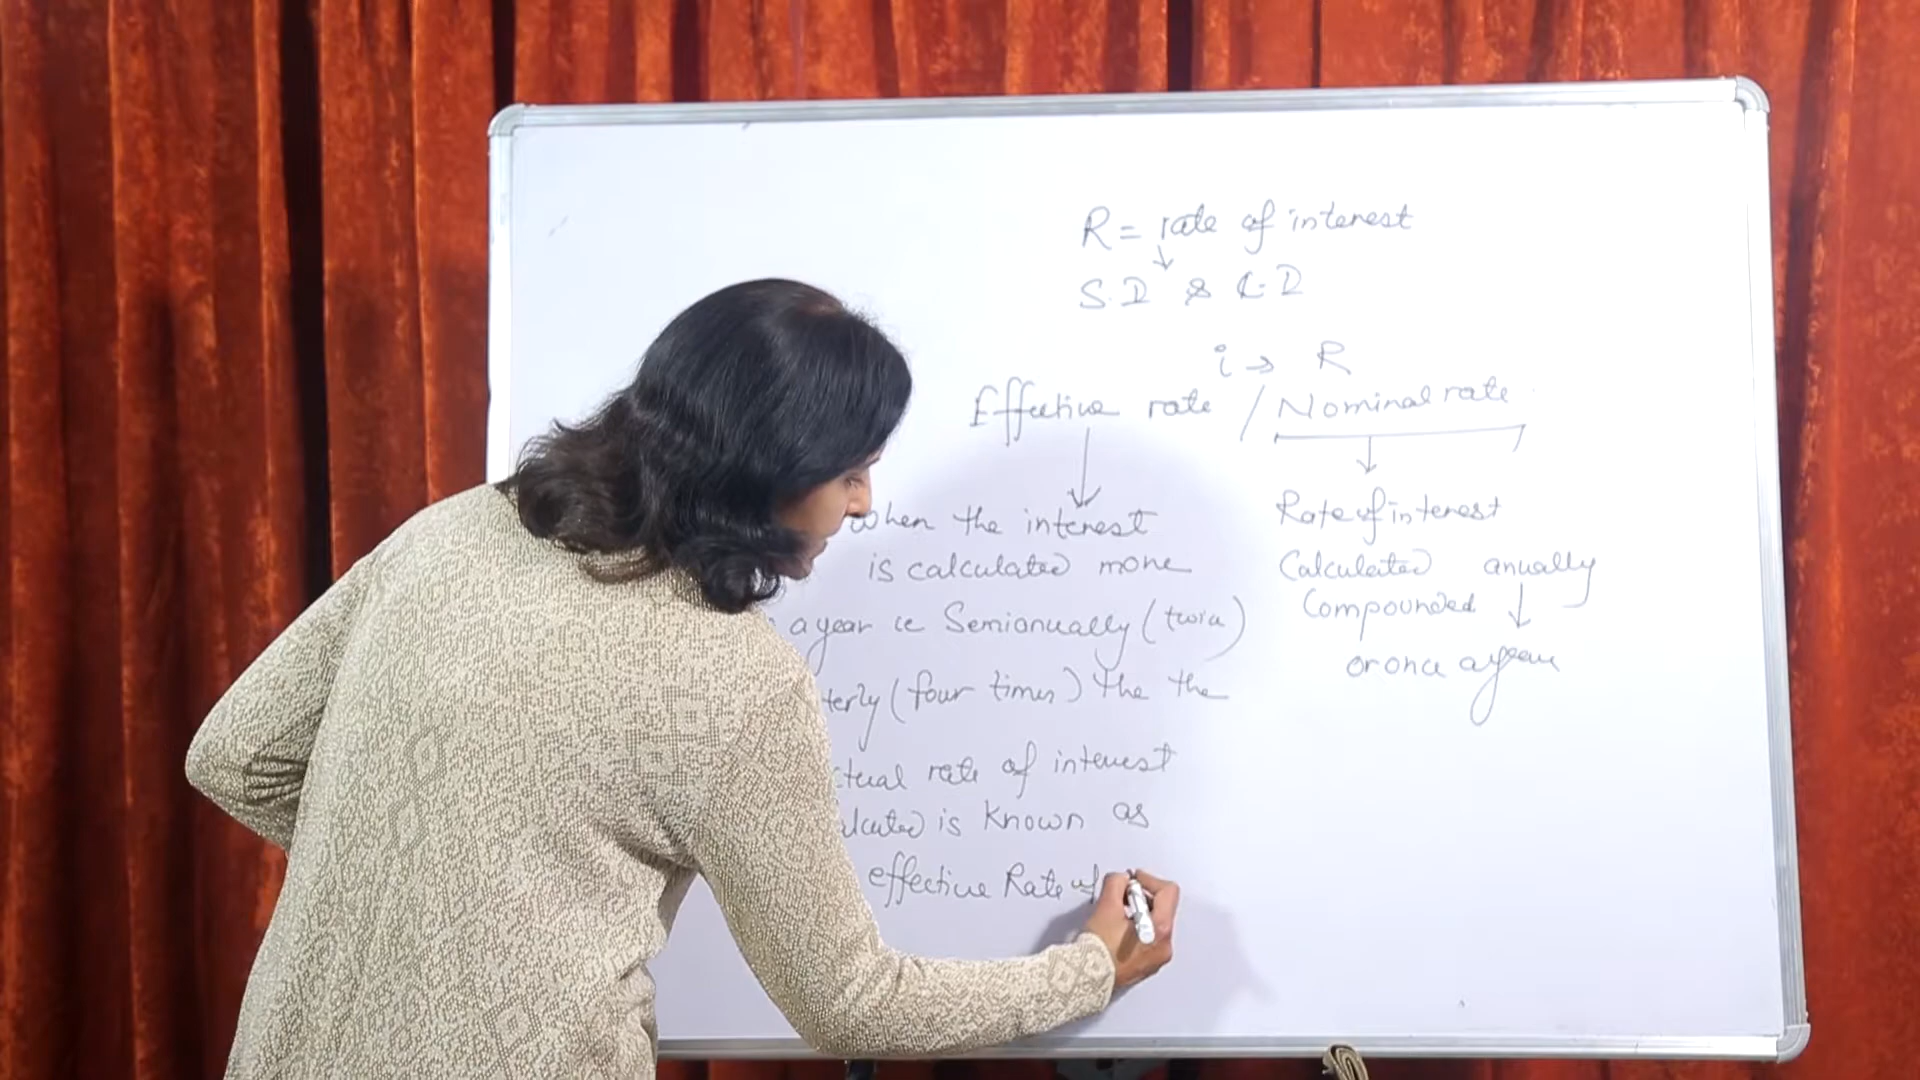 R = rate of interest
↓
S.I & C.I
i → R
Effective rate / Nominal rate
↓
When the interest
is calculated more
a year ie Semianually (twice)
terly (four times) the the
ctual rate of interest
lculated is known as
effective Rate of
↓
Rate of interest
Calculated anually
Compounded ↓
or once a year